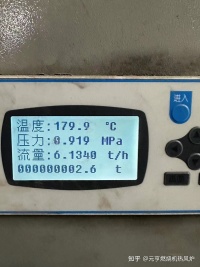 温度:179.9 ℃
压力:0.919 MPa
流量:6.1340 t/h
000000002.6 t
进入
知乎 @元亨燃烧机热风炉